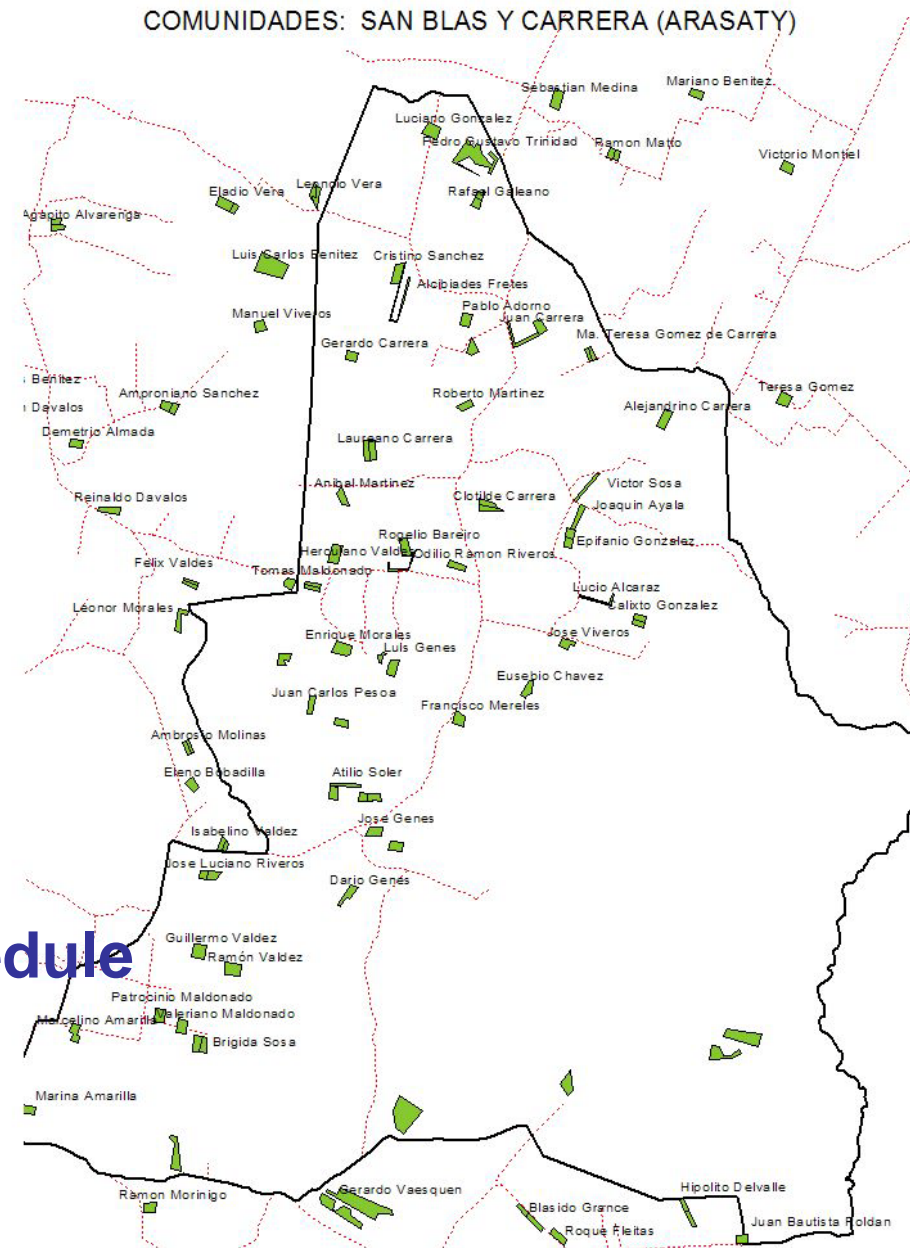 COMUNIDADES: SAN BLAS Y CARRERA (ARASATY)
Sebastian Medina
Mariano Benitez
Luciano Gonzalez
Pedro Gustavo Trinidad
Ramon Matto
Victorio Montiel
Eladio Vera
Leoncio Vera
Rafael Galeano
Agapito Alvarenga
Luis Carlos Benitez
Cristino Sanchez
Alcibiades Fretes
Manuel Viveros
Pablo Adorno
Juan Carrera
Gerardo Carrera
Ma. Teresa Gomez de Carrera
Benitez
Amproniano Sanchez
Roberto Martinez
Teresa Gomez
Davalos
Alejandrino Carrera
Demetrio Almada
Laureano Carrera
Anibal Martinez
Victor Sosa
Reinaldo Davalos
Clotilde Carrera
Joaquin Ayala
Rogelio Bareiro
Epifanio Gonzalez
Herculano Valdez
Odilio Ramon Riveros
Felix Valdes
Tomas Maldonado
Lucio Alcaraz
Leonor Morales
Calixto Gonzalez
Enrique Morales
Jose Viveros
Luis Genes
Eusebio Chavez
Juan Carlos Pesoa
Francisco Mereles
Ambrosio Molinas
Eleno Bobadilla
Atilio Soler
Jose Genes
Isabelino Valdez
Jose Luciano Riveros
Dario Genes
Guillermo Valdez
edule
Ramón Valdez
Patrocinio Maldonado
Marcelino Amarilla
Valeriano Maldonado
Brigida Sosa
Marina Amarilla
Ramon Morinigo
Gerardo Vaesquen
Hipolito Delvalle
Blasido Grance
Juan Bautista Roldan
Roque Fleitas